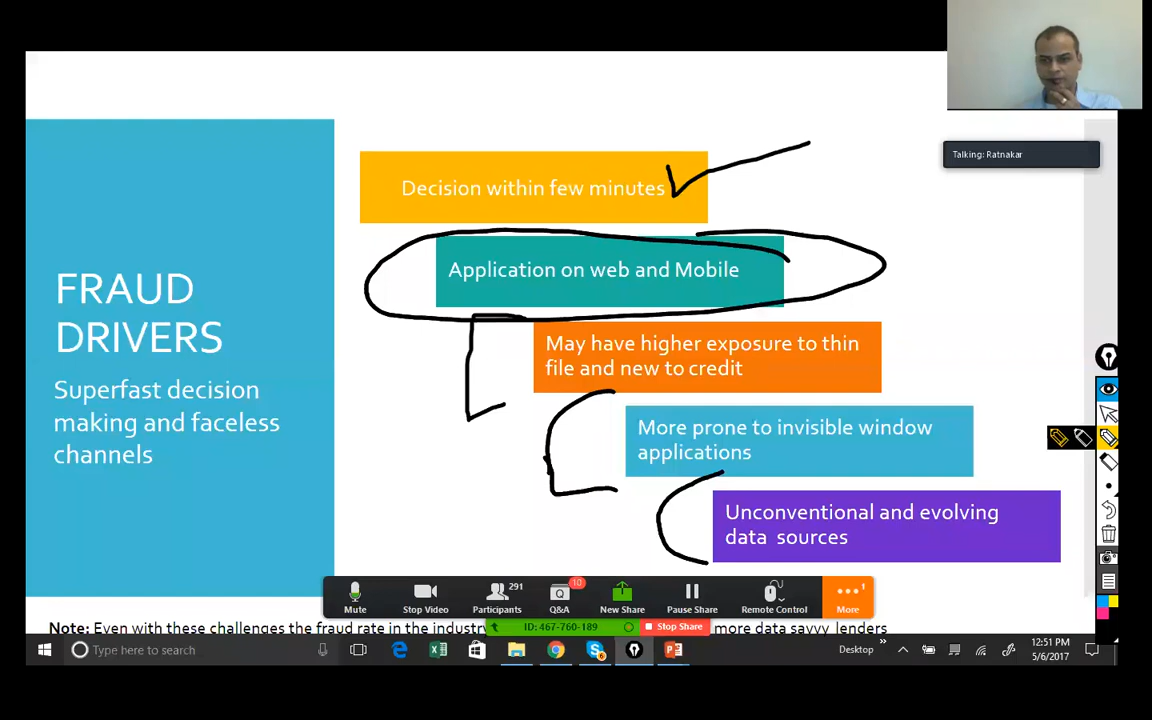 Talking: Ratnakar
FRAUD
DRIVERS
Superfast decision
making and faceless
channels
Decision within few minutes
Application on web and Mobile
May have higher exposure to thin
file and new to credit
More prone to invisible window
applications
Unconventional and evolving
data sources
Mute
Stop Video
Participants
291
Q&A
10
New Share
Pause Share
Remote Control
More
1
Note: Even with these challenges the fraud rate in the industry
more data savvy lenders
ID: 467-760-189
Stop Share
Type here to search
Desktop
12:51 PM
5/6/2017